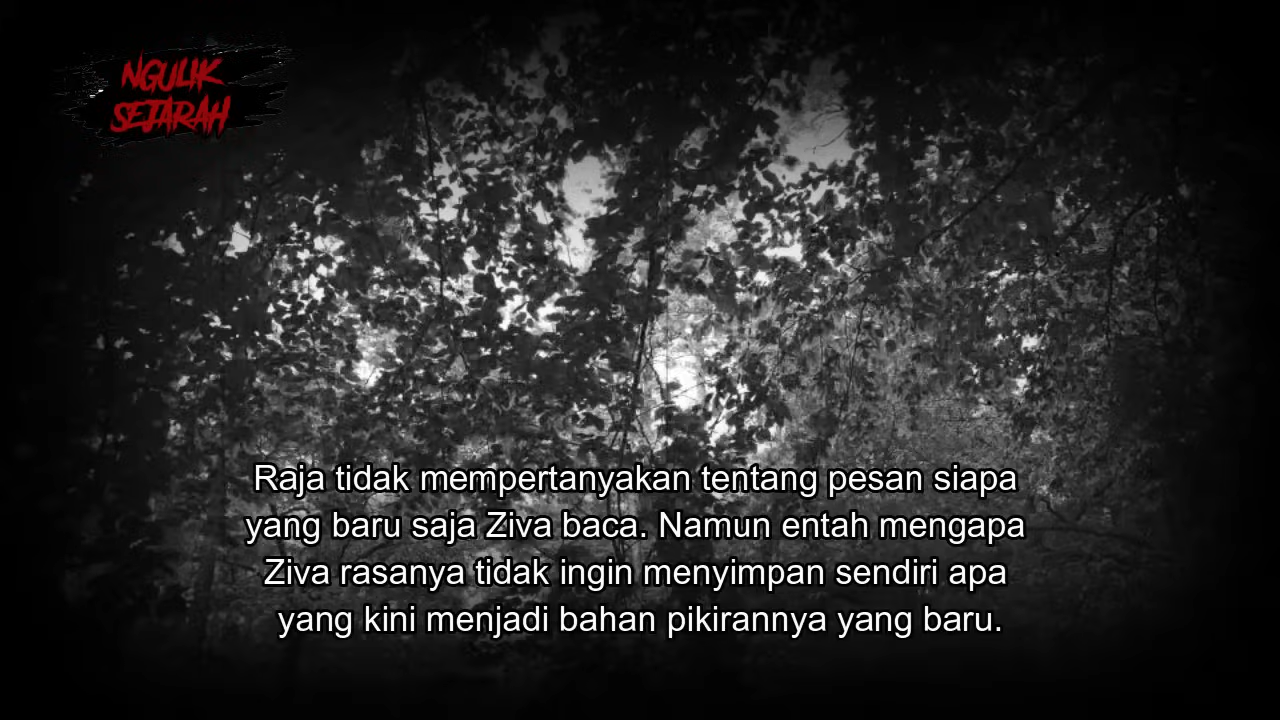 NGULIK
SEJARAH
Raja tidak mempertanyakan tentang pesan siapa
yang baru saja Ziva baca. Namun entah mengapa
Ziva rasanya tidak ingin menyimpan sendiri apa
yang kini menjadi bahan pikirannya yang baru.